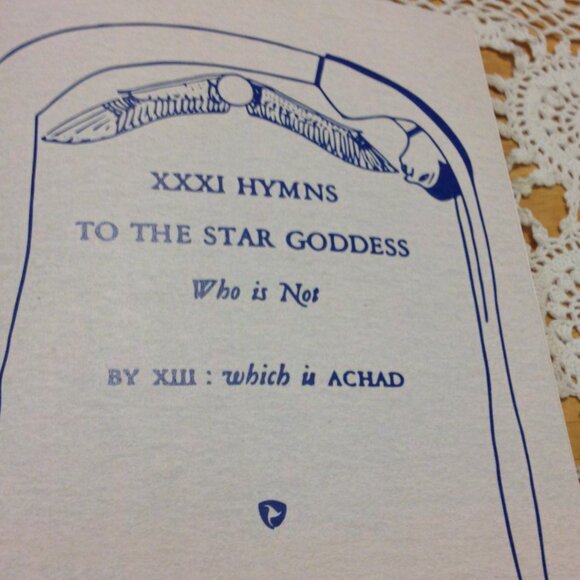 XXXI HYMNS
TO THE STAR GODDESS
Who is Not
BY XIII : which is ACHAD